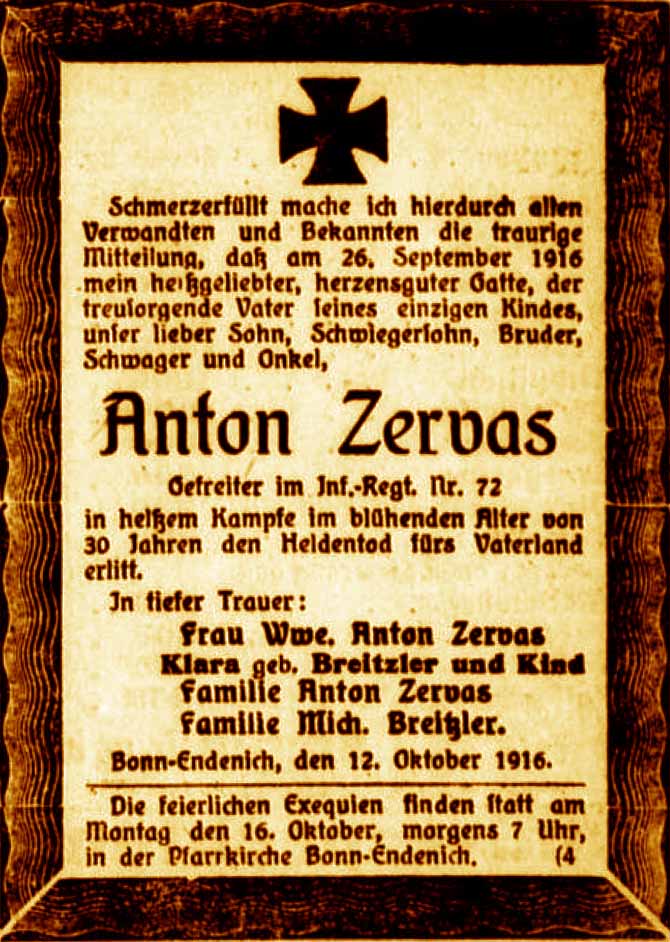 Schmerzerfüllt mache ich hierdurch allen
Verwandten und Bekannten die traurige
Mitteilung, daß am 26. September 1916
mein heißgeliebter, herzensguter Gatte, der
treuſorgende Vater ſeines einzigen Kindes,
unſer lieber Sohn, Schwiegerſohn, Bruder,
Schwager und Onkel,
Anton Zervas
Gefreiter im Inf.-Regt. Nr. 72
in heißem Kampfe im blühenden Alter von
30 Jahren den Heldentod fürs Vaterland
erlitt.
In tiefer Trauer:
Frau Wwe. Anton Zervas
Klara geb. Breitzler und Kind
Familie Anton Zervas
Familie Mich. Breitzler.
Bonn-Endenich, den 12. Oktober 1916.
Die feierlichen Exequien finden ſtatt am
Montag den 16. Oktober, morgens 7 Uhr,
in der Pfarrkirche Bonn-Endenich. (4